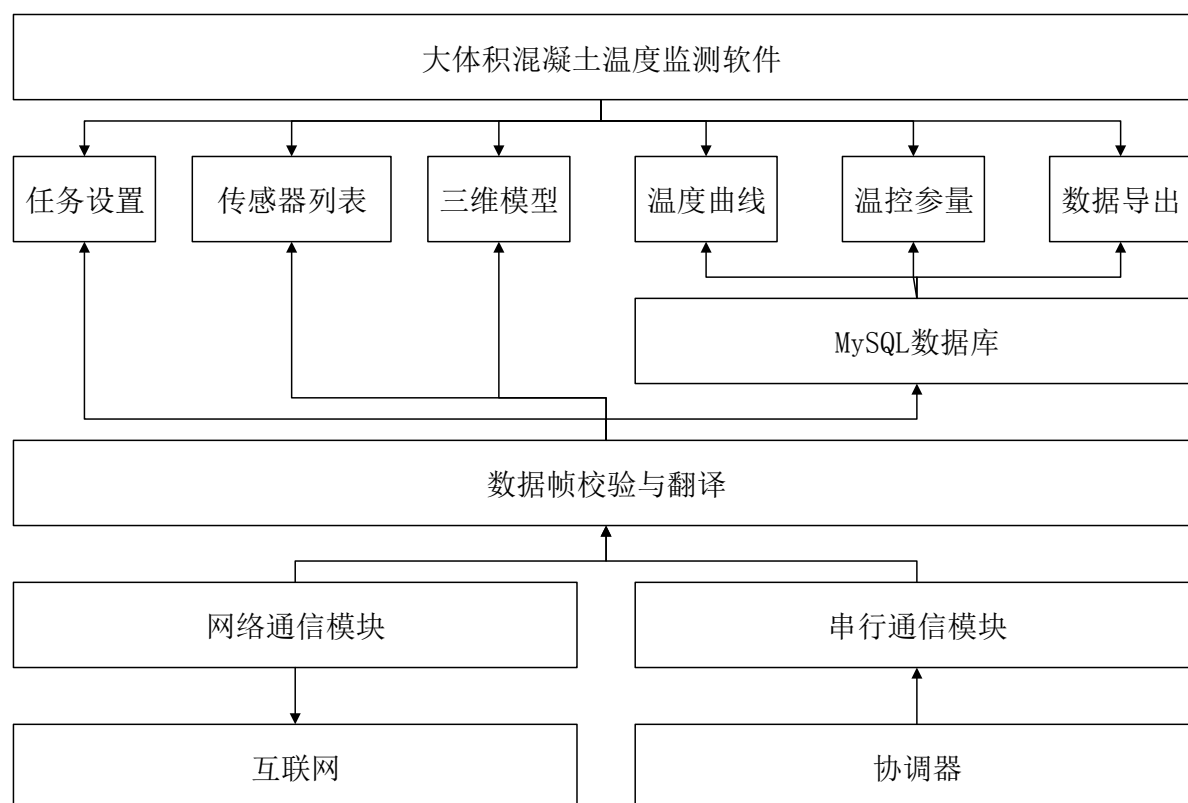 大体积混凝土温度监测软件
任务设置
传感器列表
三维模型
温度曲线
温控参量
数据导出
MySQL数据库
数据帧校验与翻译
网络通信模块
串行通信模块
互联网
协调器